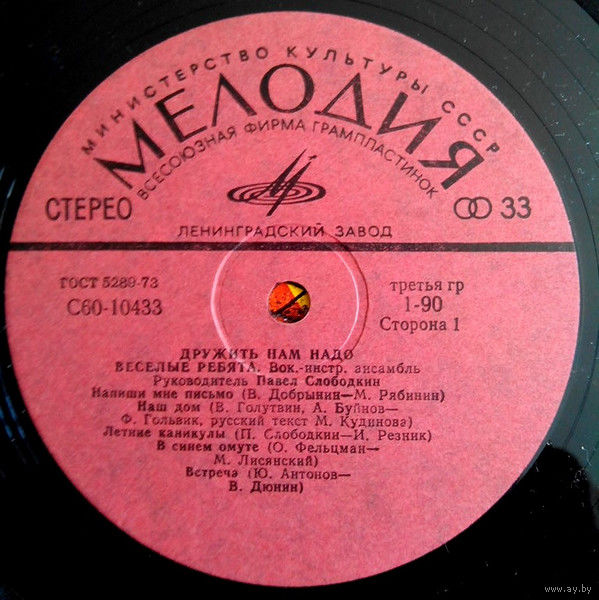 МИНИСТЕРСТВО КУЛЬТУРЫ СССР
МЕЛОДИЯ
ВСЕСОЮЗНАЯ ФИРМА ГРАМПЛАСТИНОК
СТЕРЕО
33
ЛЕНИНГРАДСКИЙ ЗАВОД
ГОСТ 5289-73
С60-10433
третья гр
1-90
Сторона 1
ДРУЖИТЬ НАМ НАДО
ВЕСЕЛЫЕ РЕБЯТА. Вок.-инстр. ансамбль
Руководитель Павел Слободкин
Напиши мне письмо (В. Добрынин—М. Рябинин)
Наш дом (В. Голутвин, А. Буйнов—
Ф. Гольвик, русский текст М. Кудинова)
Летние каникулы (П. Слободкин—И. Резник)
В синем омуте (О. Фельцман—
М. Лисянский)
Встреча (Ю. Антонов—
В. Дюнин)
www.ay.by